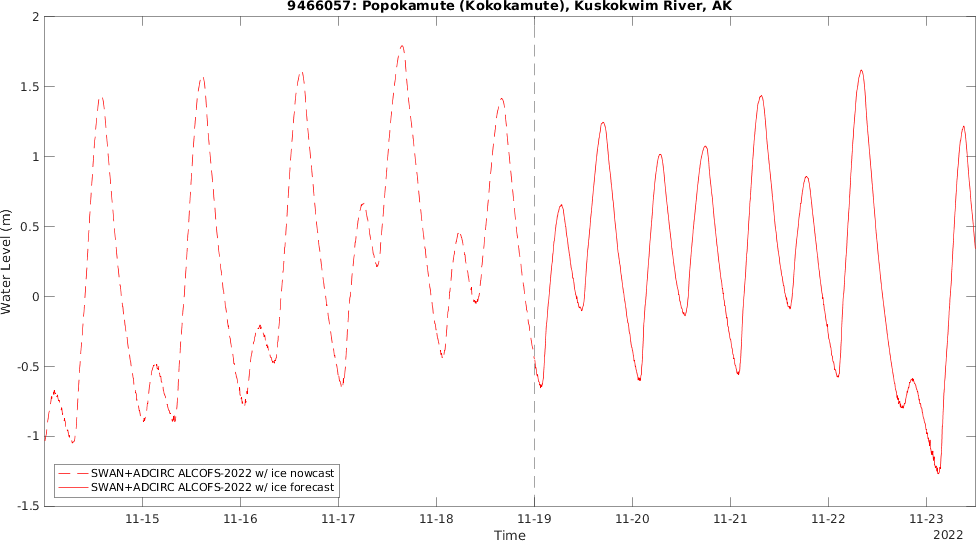 9466057: Popokamute (Kokokamute), Kuskokwim River, AK
2
1.5
1
0.5
0
-0.5
-1
-1.5
Water Level (m)
SWAN+ADCIRC ALCOFS-2022 w/ ice nowcast
SWAN+ADCIRC ALCOFS-2022 w/ ice forecast
11-15 11-16 11-17 11-18 11-19 11-20 11-21 11-22 11-23
Time
2022